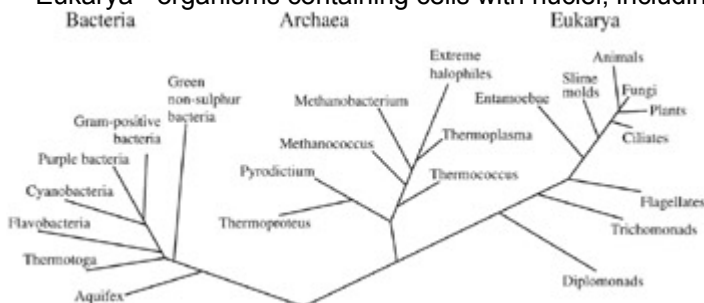 Eukarya - organisms containing cells with nuclei, includin
Bacteria
Archaea
Eukarya
Green
non-sulphur
bacteria
Gram-positive
bacteria
Purple bacteria
Cyanobacteria
Flavobacteria
Thermotoga
Aquifex
Extreme
halophiles
Methanobacterium
Methanococcus
Thermoplasma
Pyrodictium
Thermococcus
Thermoproteus
Animals
Slime
molds
Fungi
Entamoebae
Plants
Ciliates
Flagellates
Trichomonads
Diplomonads